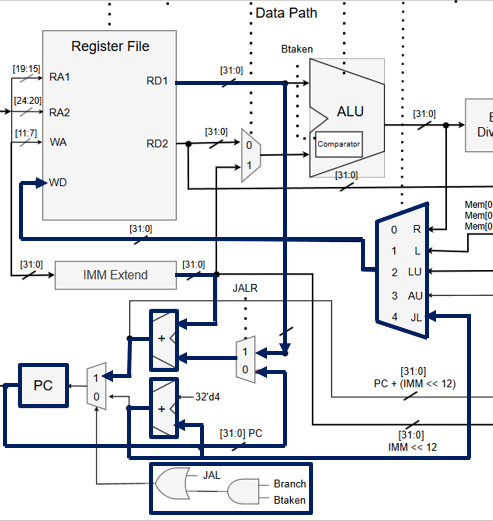 Data Path
Register File
[19:15]
RA1
RD1
[31:0]
Btaken
[24:20]
RA2
ALU
[31:0]
[11:7]
WA
RD2
[31:0]
0
1
Comparator
[31:0]
WD
Mem[0
Mem[0
Mem[0
0 R
1 L
2 LU
3 AU
4 JL
[31:0]
[31:0]
IMM Extend
[31:0]
JALR
+
1
0
PC
1
0
[31:0]
PC + (IMM << 12)
+
32'd4
[31:0] PC
[31:0]
IMM << 12
JAL
Branch
Btaken